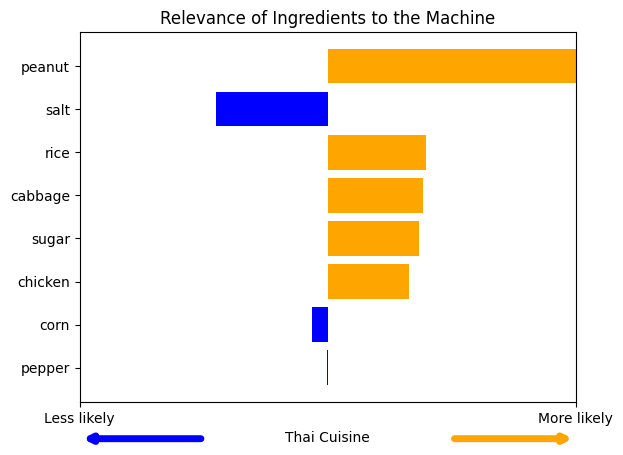 Relevance of Ingredients to the Machine
peanut
salt
rice
cabbage
sugar
chicken
corn
pepper
Less likely
More likely
Thai Cuisine